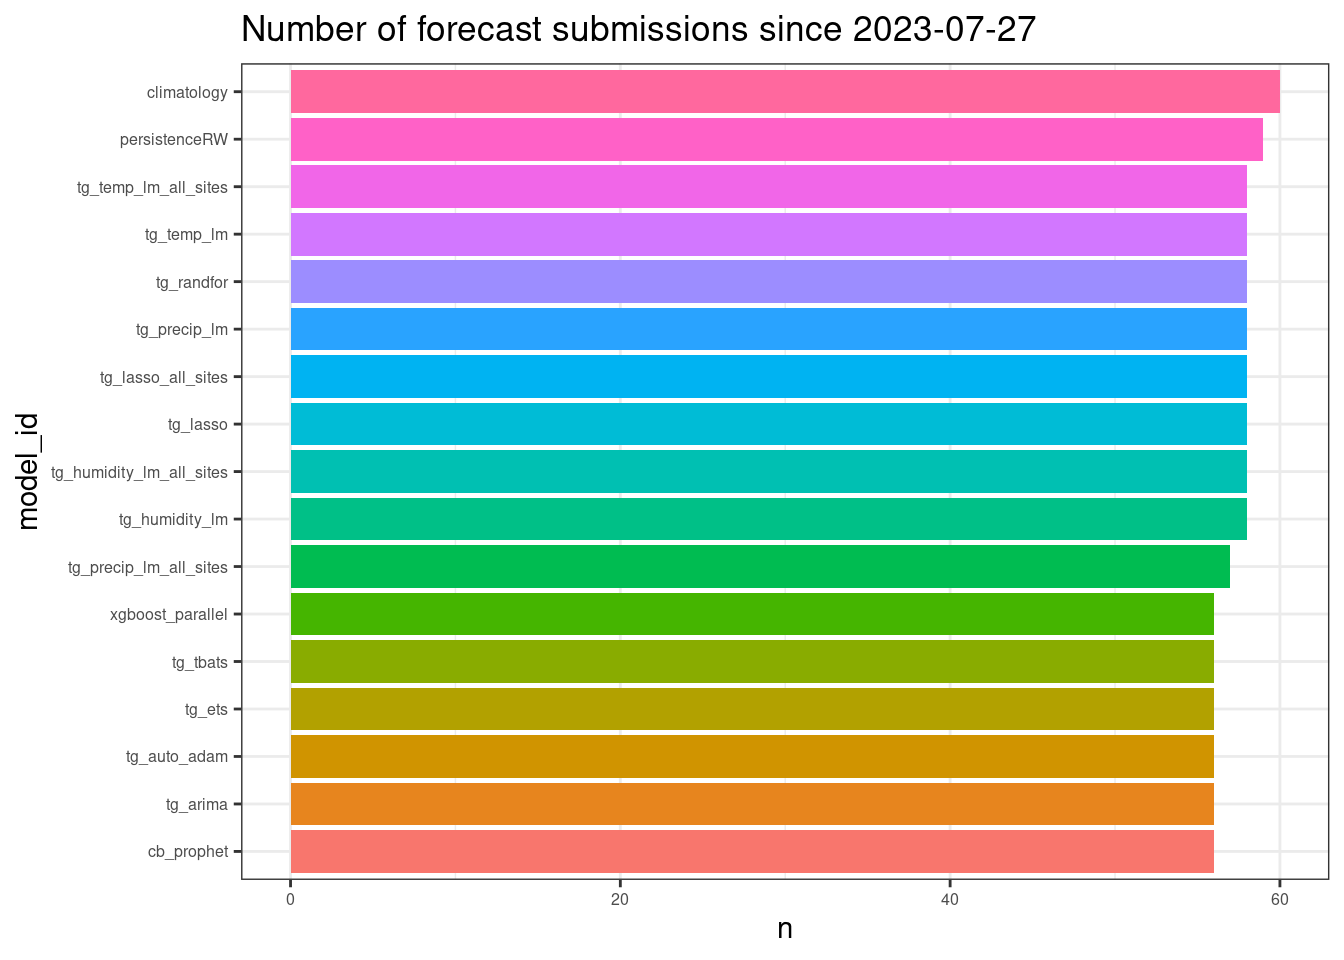 Number of forecast submissions since 2023-07-27
model_id
climatology
persistenceRW
tg_temp_lm_all_sites
tg_temp_lm
tg_randfor
tg_precip_lm
tg_lasso_all_sites
tg_lasso
tg_humidity_lm_all_sites
tg_humidity_lm
tg_precip_lm_all_sites
xgboost_parallel
tg_tbats
tg_ets
tg_auto_adam
tg_arima
cb_prophet
0 20 40 60
n